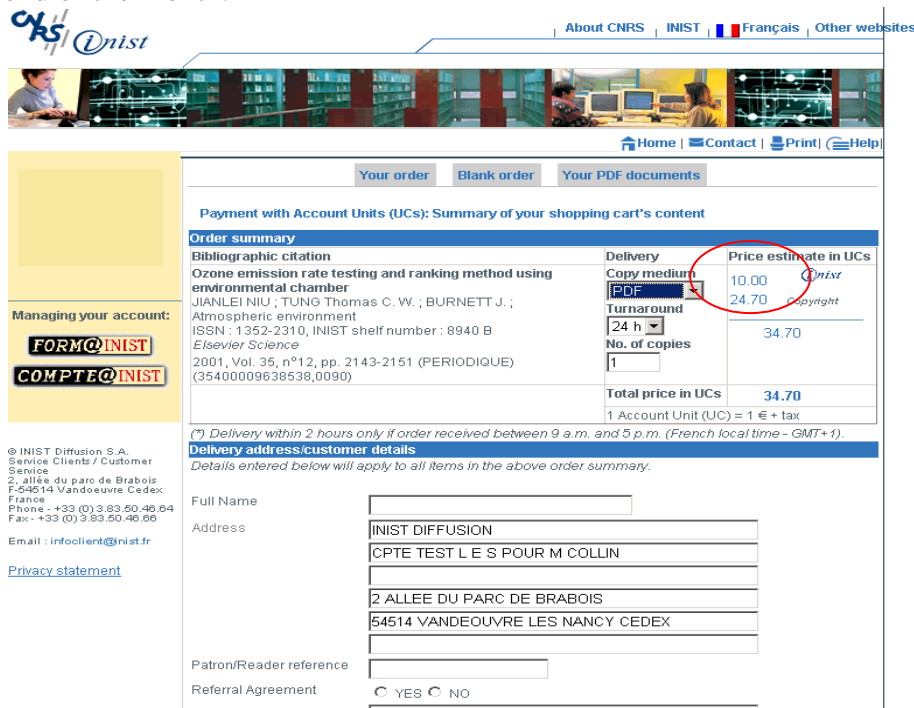 CNRS inist
About CNRS | INIST | Français | Other websites
Home | Contact | Print| Help|
Your order Blank order Your PDF documents
Payment with Account Units (UCs): Summary of your shopping cart's content
Order summary
Bibliographic citation
Ozone emission rate testing and ranking method using
environmental chamber
JIANLEI NIU ; TUNG Thomas C. W. ; BURNETT J. ;
Atmospheric environment
ISSN : 1352-2310, INIST shelf number : 8940 B
Elsevier Science
2001, Vol. 35, n°12, pp. 2143-2151 (PERIODIQUE)
(35400009638538,0090)
Delivery
Copy medium
PDF
Turnaround
24 h
No. of copies
1
Price estimate in UCs
10.00 inist
24.70 Copyright
34.70
Total price in UCs 34.70
1 Account Unit (UC) = 1 € + tax
(*) Delivery within 2 hours only if order received between 9 a.m. and 5 p.m. (French local time - GMT+1).
Managing your account:
FORM@INIST
COMPTE@INIST
@ INIST Diffusion S.A.
Service Clients / Customer
Service
2, allée du parc de Brabois
F-54514 Vandoeuvre Cedex
France
Phone - +33 (0) 3.83.50.46.64
Fax - +33 (0) 3.83.50.46.66
Email : infoclient@inist.fr
Privacy statement
Delivery address/customer details
Details entered below will apply to all items in the above order summary.
Full Name
Address
INIST DIFFUSION
CPTE TEST L E S POUR M COLLIN
2 ALLEE DU PARC DE BRABOIS
54514 VANDEOUVRE LES NANCY CEDEX
Patron/Reader reference
Referral Agreement YES NO